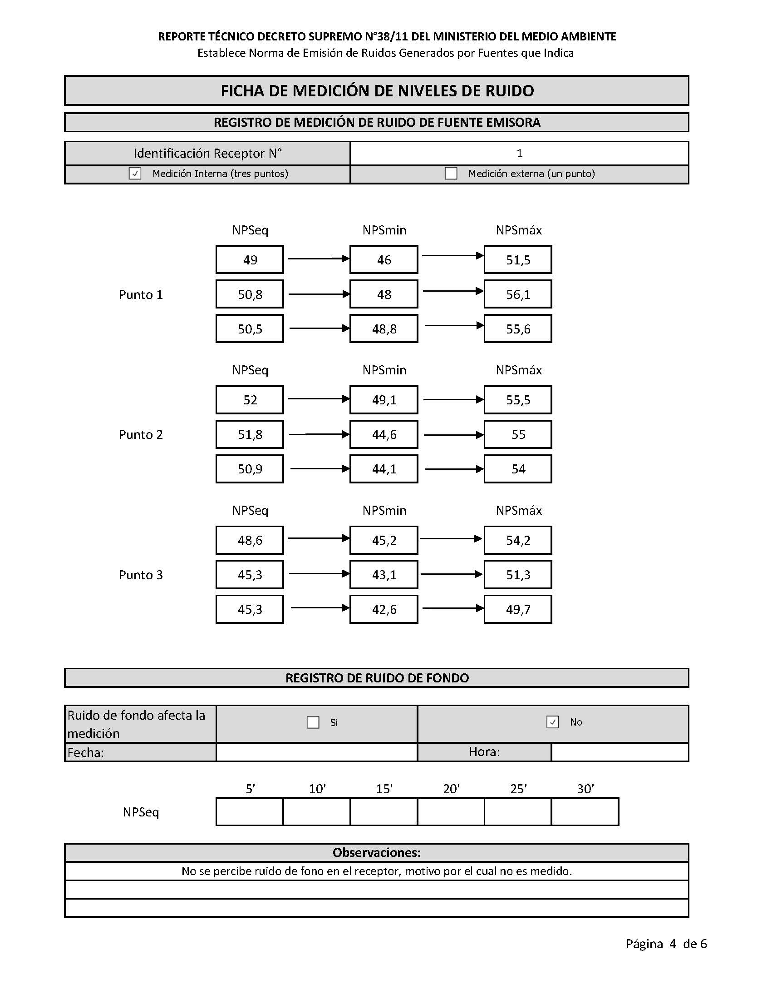 REPORTE TÉCNICO DECRETO SUPREMO N°38/11 DEL MINISTERIO DEL MEDIO AMBIENTE
Establece Norma de Emisión de Ruidos Generados por Fuentes que Indica
FICHA DE MEDICIÓN DE NIVELES DE RUIDO
REGISTRO DE MEDICIÓN DE RUIDO DE FUENTE EMISORA
Identificación Receptor N° 1
Medición Interna (tres puntos) Medición externa (un punto)
NPSeq NPSmin NPSmáx
49 46 51,5
Punto 1 50,8 48 56,1
50,5 48,8 55,6
NPSeq NPSmin NPSmáx
52 49,1 55,5
Punto 2 51,8 44,6 55
50,9 44,1 54
NPSeq NPSmin NPSmáx
48,6 45,2 54,2
Punto 3 45,3 43,1 51,3
45,3 42,6 49,7
REGISTRO DE RUIDO DE FONDO
Ruido de fondo afecta la
medición
Si No
Fecha: Hora:
5' 10' 15' 20' 25' 30'
NPSeq
Observaciones:
No se percibe ruido de fono en el receptor, motivo por el cual no es medido.
Página 4 de 6